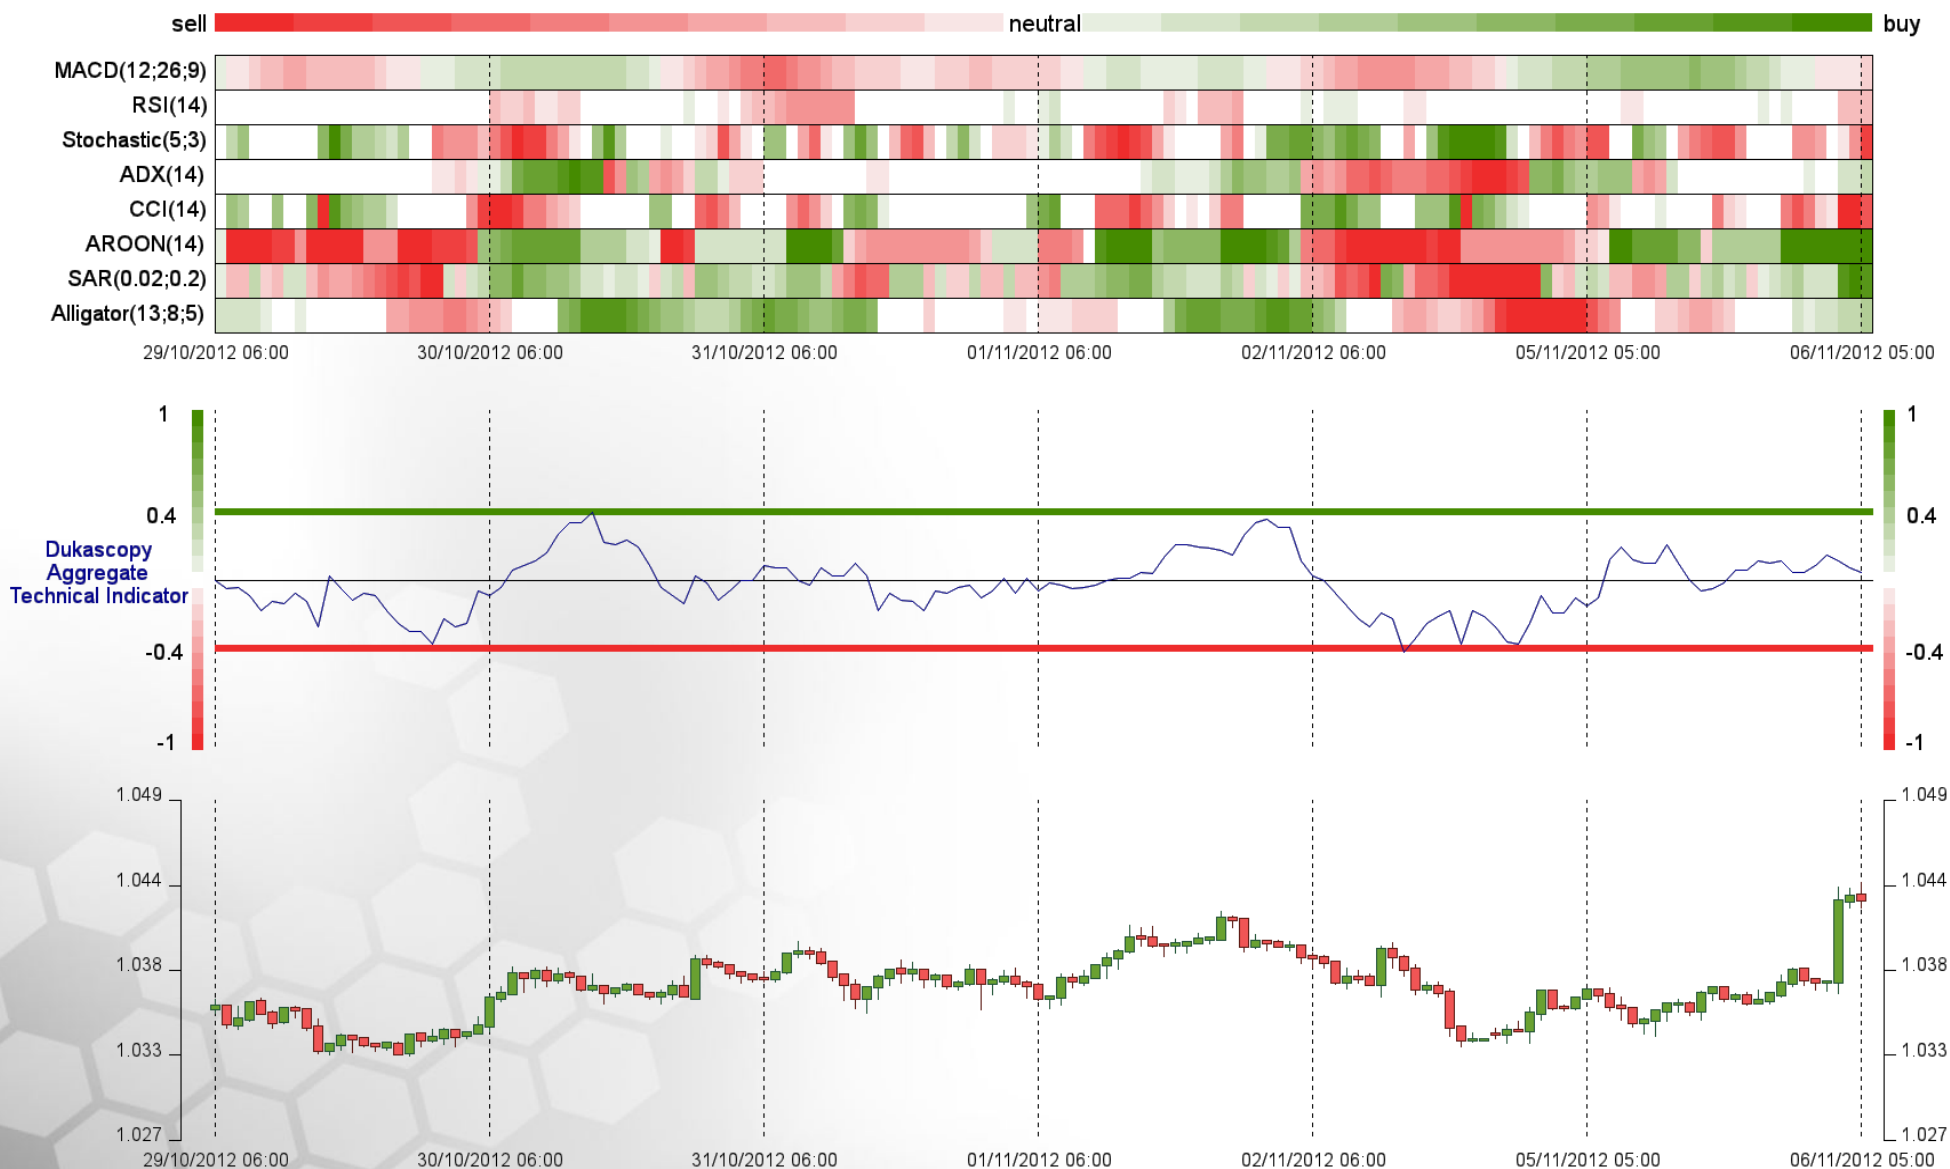 sell neutral buy
MACD(12;26;9)
RSI(14)
Stochastic(5;3)
ADX(14)
CCI(14)
AROON(14)
SAR(0.02;0.2)
Alligator(13;8;5)
29/10/2012 06:00 30/10/2012 06:00 31/10/2012 06:00 01/11/2012 06:00 02/11/2012 06:00 05/11/2012 05:00 06/11/2012 05:00
1 1
0.4 0.4
Dukascopy
Aggregate
Technical Indicator
-0.4 -0.4
-1 -1
1.049 1.049
1.044 1.044
1.038 1.038
1.033 1.033
1.027 1.027
29/10/2012 06:00 30/10/2012 06:00 31/10/2012 06:00 01/11/2012 06:00 02/11/2012 06:00 05/11/2012 05:00 06/11/2012 05:00